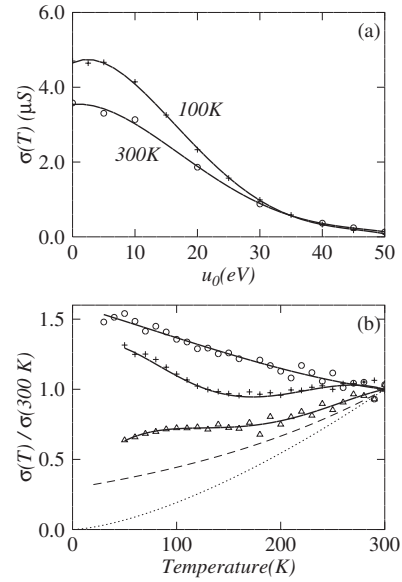 6.0
4.0
2.0
0.0
σ(T) (μS)
(a)
100K
300K
0 10 20 30 40 50
u0(eV)
1.5
1.0
0.5
0.0
σ(T) / σ(300 K)
(b)
0 100 200 300
Temperature(K)